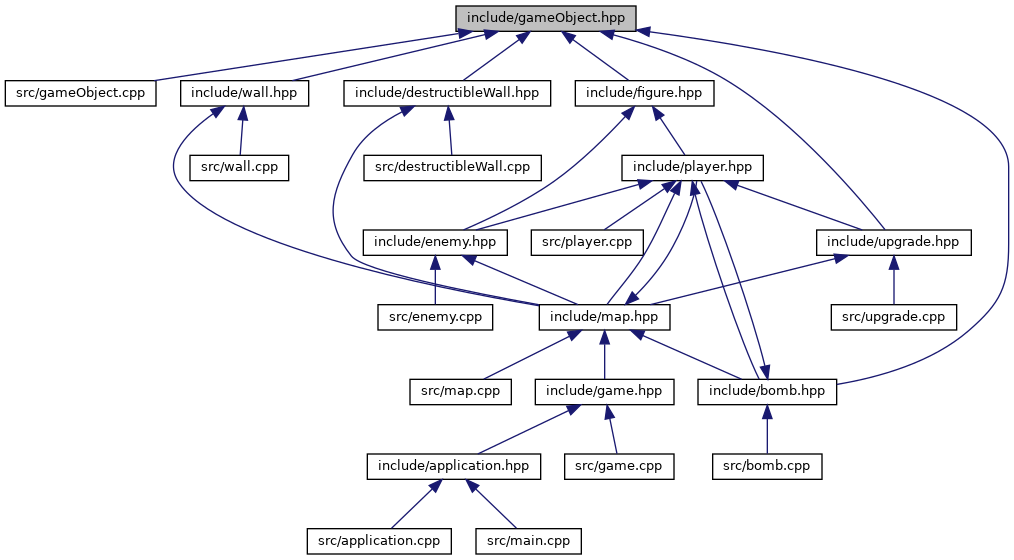 include/gameObject.hpp
src/gameObject.cpp
include/wall.hpp
include/destructibleWall.hpp
include/figure.hpp
src/wall.cpp
src/destructibleWall.cpp
include/player.hpp
include/enemy.hpp
src/player.cpp
include/upgrade.hpp
src/enemy.cpp
include/map.hpp
src/upgrade.cpp
src/map.cpp
include/game.hpp
include/bomb.hpp
include/application.hpp
src/game.cpp
src/bomb.cpp
src/application.cpp
src/main.cpp